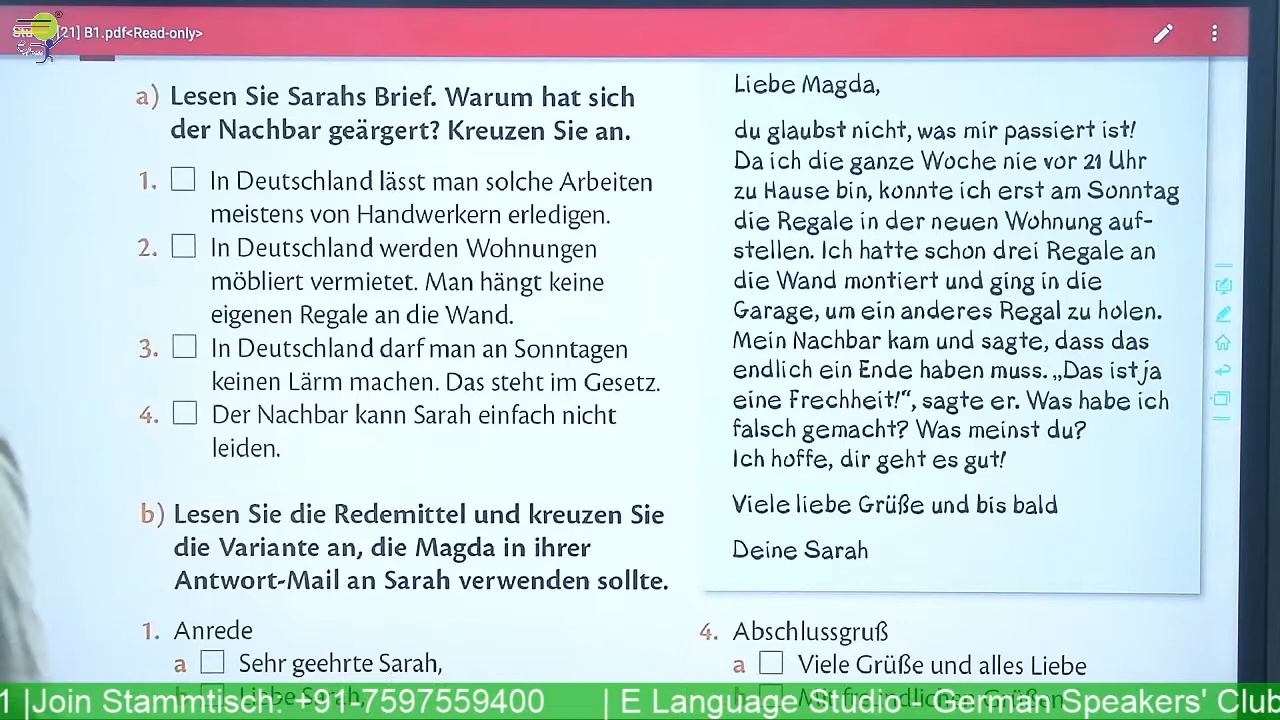 [21] B1.pdf<Read-only>
a) Lesen Sie Sarahs Brief. Warum hat sich
der Nachbar geärgert? Kreuzen Sie an.
1. In Deutschland lässt man solche Arbeiten
meistens von Handwerkern erledigen.
2. In Deutschland werden Wohnungen
möbliert vermietet. Man hängt keine
eigenen Regale an die Wand.
3. In Deutschland darf man an Sonntagen
keinen Lärm machen. Das steht im Gesetz.
4. Der Nachbar kann Sarah einfach nicht
leiden.
b) Lesen Sie die Redemittel und kreuzen Sie
die Variante an, die Magda in ihrer
Antwort-Mail an Sarah verwenden sollte.
1. Anrede
a Sehr geehrte Sarah,
b Liebe Sarah,
Liebe Magda,
du glaubst nicht, was mir passiert ist!
Da ich die ganze Woche nie vor 21 Uhr
zu Hause bin, konnte ich erst am Sonntag
die Regale in der neuen Wohnung auf-
stellen. Ich hatte schon drei Regale an
die Wand montiert und ging in die
Garage, um ein anderes Regal zu holen.
Mein Nachbar kam und sagte, dass das
endlich ein Ende haben muss. „Das ist ja
eine Frechheit!“, sagte er. Was habe ich
falsch gemacht? Was meinst du?
Ich hoffe, dir geht es gut!
Viele liebe Grüße und bis bald
Deine Sarah
4. Abschlussgruß
a Viele Grüße und alles Liebe
b Mit freundlichen Grüßen
1 |Join Stammtisch: +91-7597559400 | E Language Studio - German Speakers' Club